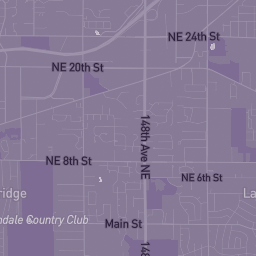 NE 24th St
NE 20th St
148th Ave NE
NE 8th St
NE 6th St
ridge
La
ndale Country Club
Main St
148